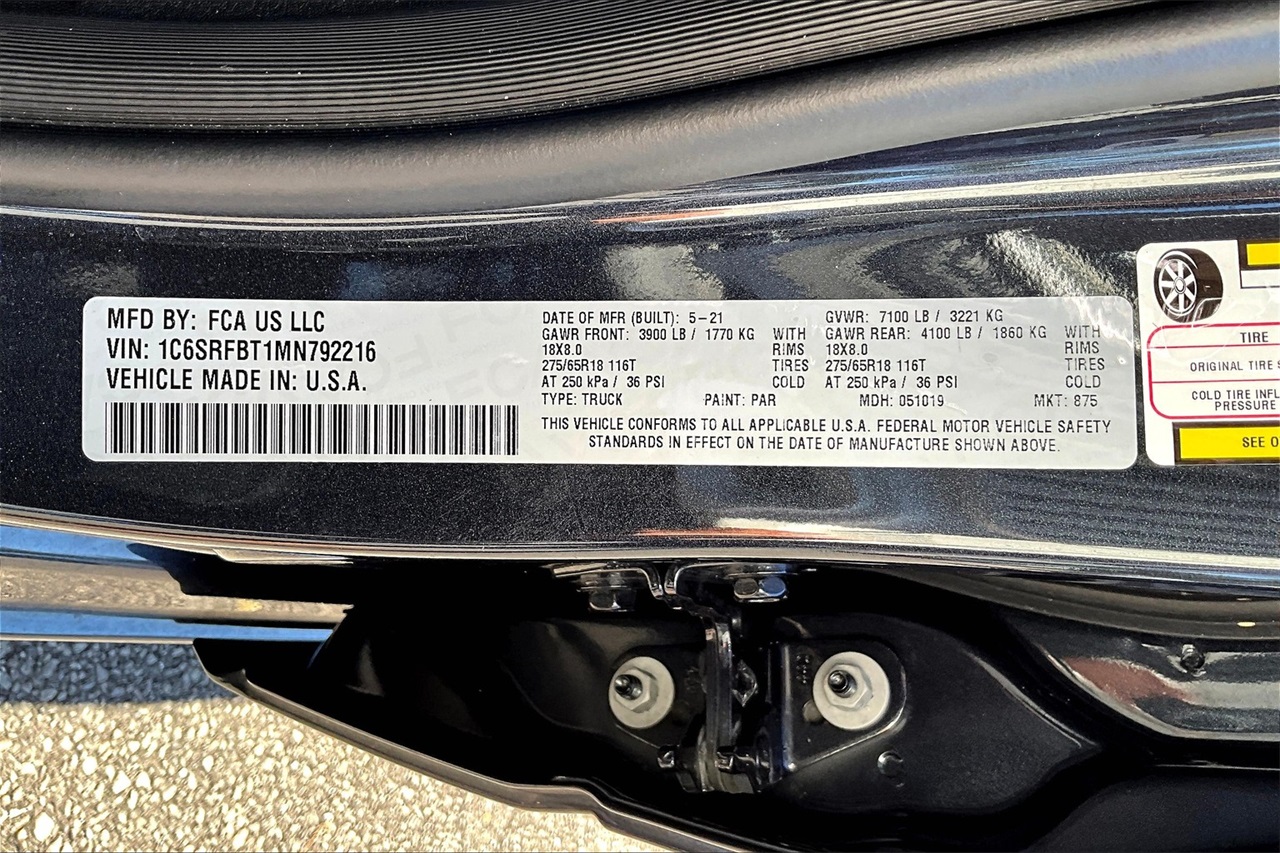 MFD BY: FCA US LLC
VIN: 1C6SRFBT1MN792216
VEHICLE MADE IN: U.S.A.
DATE OF MFR (BUILT): 5-21
GAWR FRONT: 3900 LB / 1770 KG WITH
18X8.0 RIMS
275/65R18 116T TIRES
AT 250 kPa / 36 PSI COLD
GVWR: 7100 LB / 3221 KG
GAWR REAR: 4100 LB / 1860 KG WITH
18X8.0 RIMS
275/65R18 116T TIRES
AT 250 kPa / 36 PSI COLD
TYPE: TRUCK PAINT: PAR MDH: 051019 MKT: 875
THIS VEHICLE CONFORMS TO ALL APPLICABLE U.S.A. FEDERAL MOTOR VEHICLE SAFETY
STANDARDS IN EFFECT ON THE DATE OF MANUFACTURE SHOWN ABOVE.
TIRE
ORIGINAL TIRE
COLD TIRE
PRESSURE
SEE